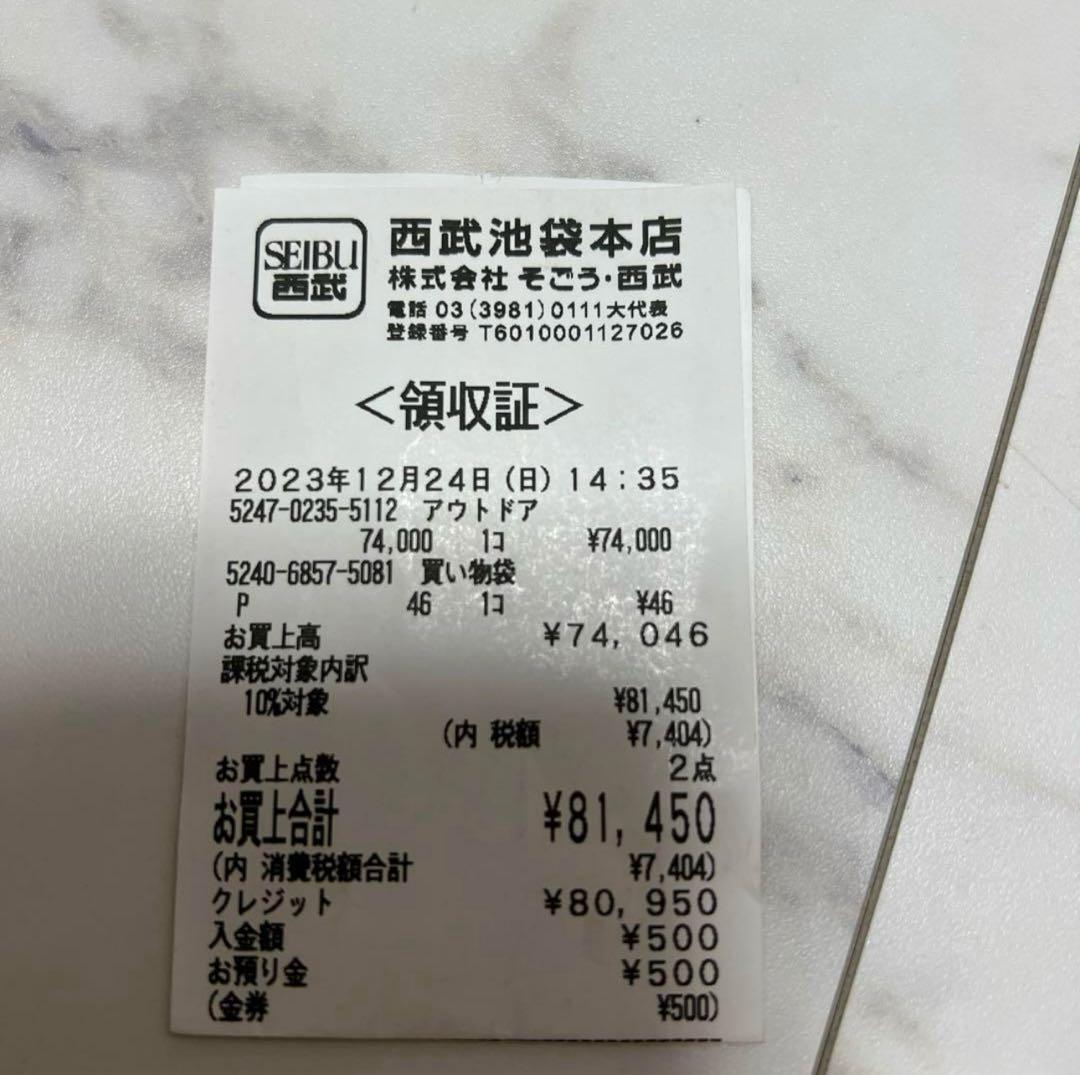 SEIBU
西武
西武池袋本店
株式会社 そごう・西武
電話 03(3981)0111大代表
登録番号 T6010001127026
＜領収証＞
2023年12月24日(日) 14:35
5247-0235-5112 アウトドア
74,000 1コ ¥74,000
5240-6857-5081 買い物袋
P 46 1コ ¥46
お買上高 ¥74,046
課税対象内訳
10%対象 ¥81,450
(内 税額 ¥7,404)
お買上点数 2点
お買上合計 ¥81,450
(内 消費税額合計 ¥7,404)
クレジット ¥80,950
入金額 ¥500
お預り金 ¥500
(金券 ¥500)